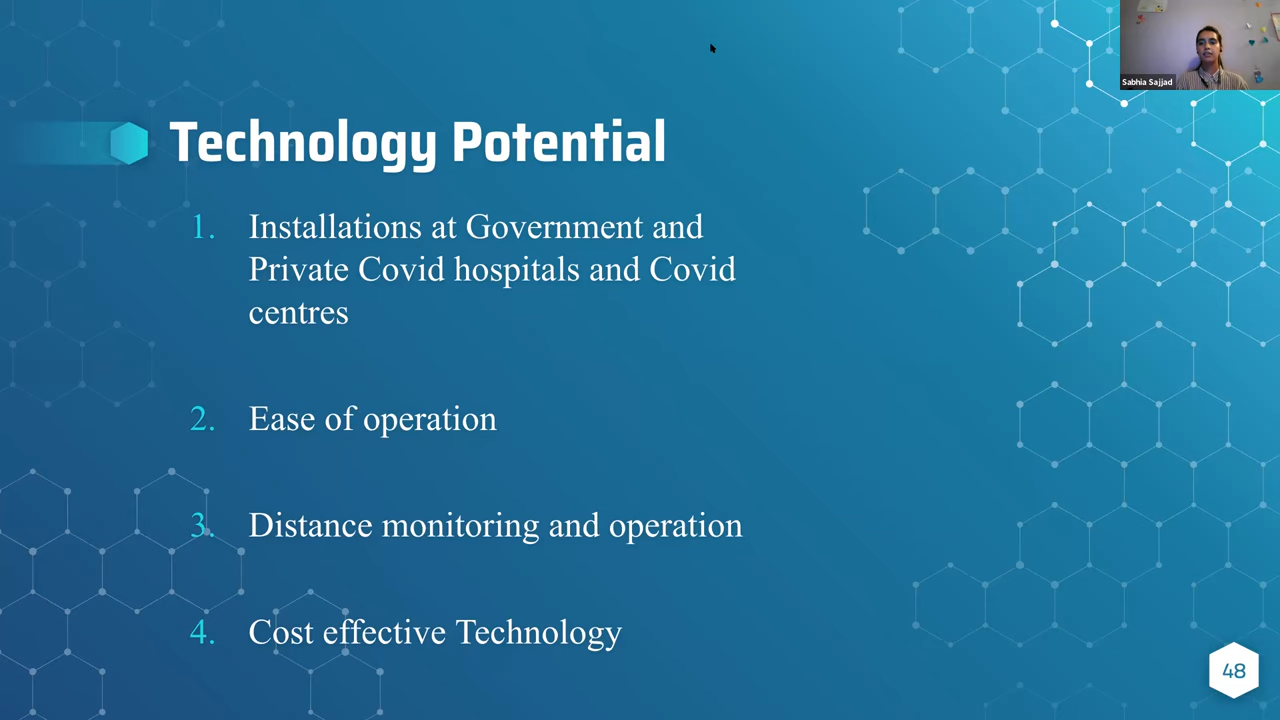 Sabhia Sajjad
Technology Potential
1. Installations at Government and
Private Covid hospitals and Covid
centres
2. Ease of operation
3. Distance monitoring and operation
4. Cost effective Technology
48